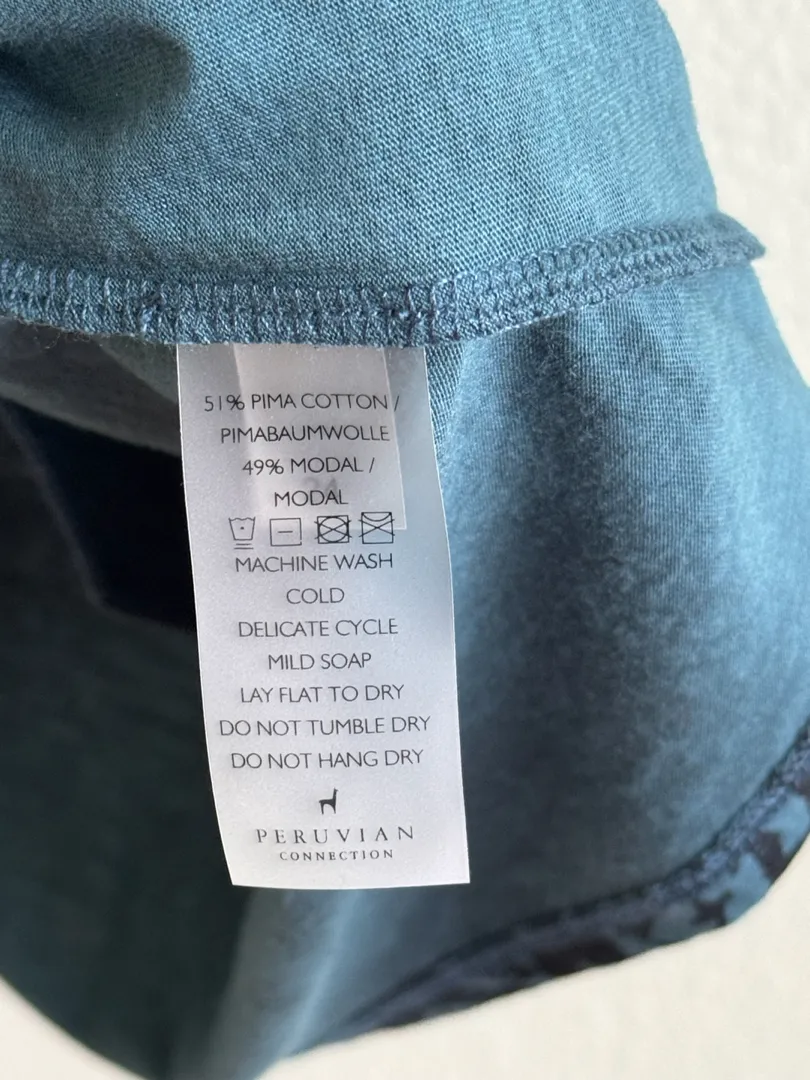 51% PIMA COTTON /
PIMABAUMWOLLE
49% MODAL /
MODAL
MACHINE WASH
COLD
DELICATE CYCLE
MILD SOAP
LAY FLAT TO DRY
DO NOT TUMBLE DRY
DO NOT HANG DRY
PERUVIAN
CONNECTION